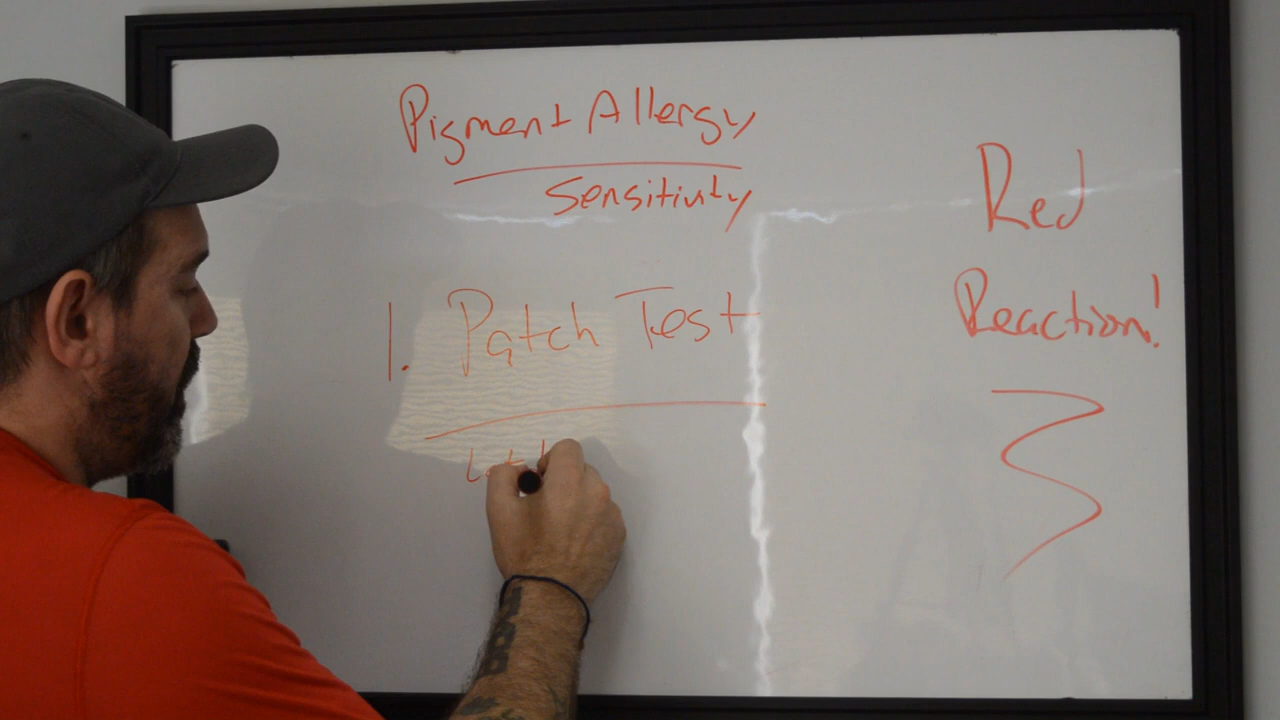 Pigment Allergy
Sensitivity
1. Patch Test
Red
Reaction!